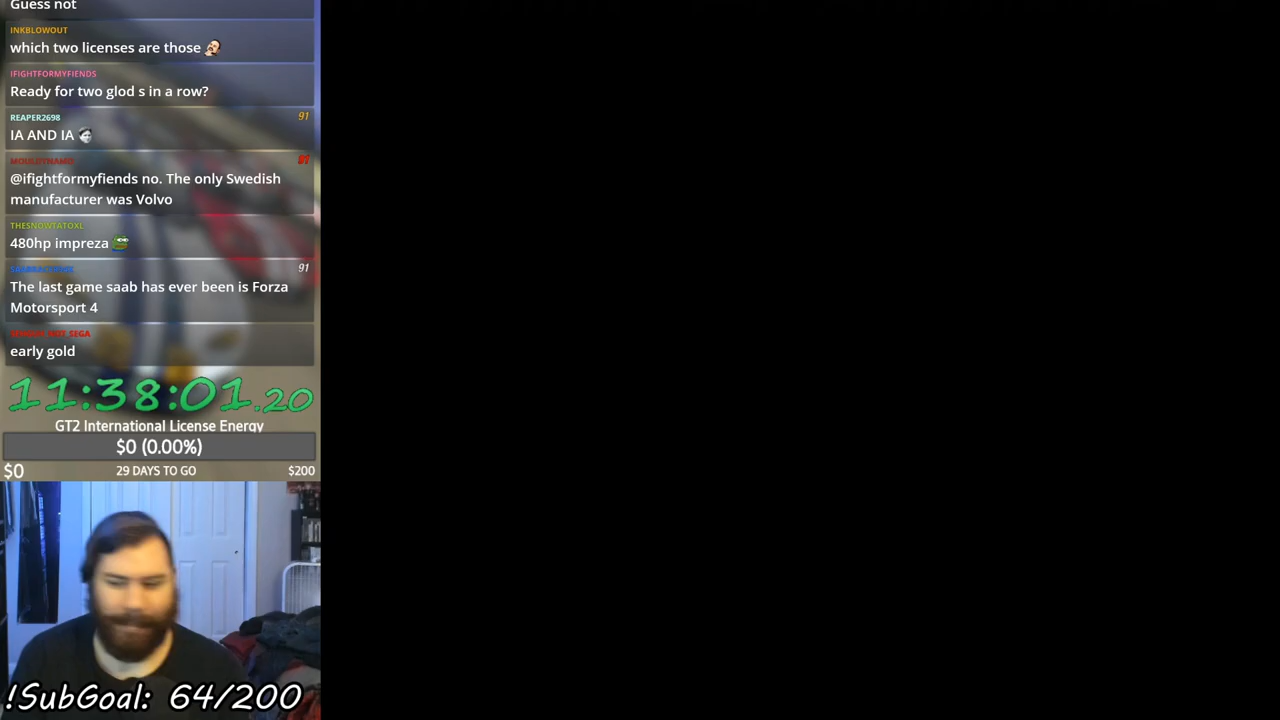 Guess not
INKBLOWOUT
which two licenses are those
IFIGHTFORMYFIENDS
Ready for two glod s in a row?
REAPER2698 91
IA AND IA
91
@ifightformyfiends no. The only Swedish
manufacturer was Volvo
THESNOWTATOXL
480hp impreza
91
The last game saab has ever been is Forza
Motorsport 4
NOT SEGA
early gold
11:38:01.20
GT2 International License Energy
$0 (0.00%)
$0 29 DAYS TO GO $200
!SubGoal: 64/200